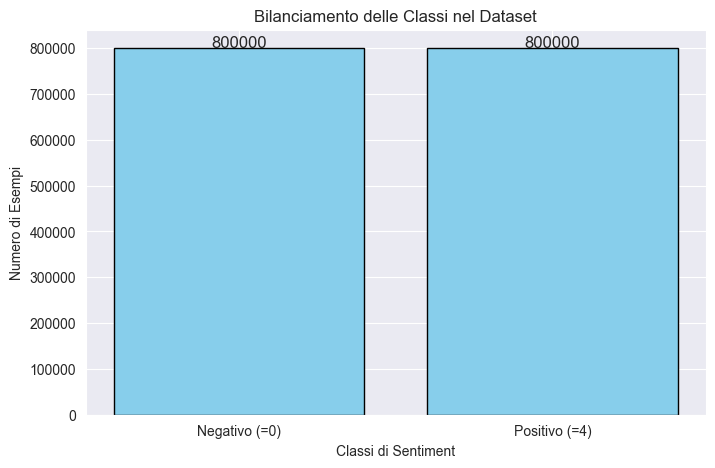 Bilanciamento delle Classi nel Dataset
800000 800000
800000
700000
600000
500000
400000
300000
200000
100000
0
Numero di Esempi
Negativo (=0) Positivo (=4)
Classi di Sentiment